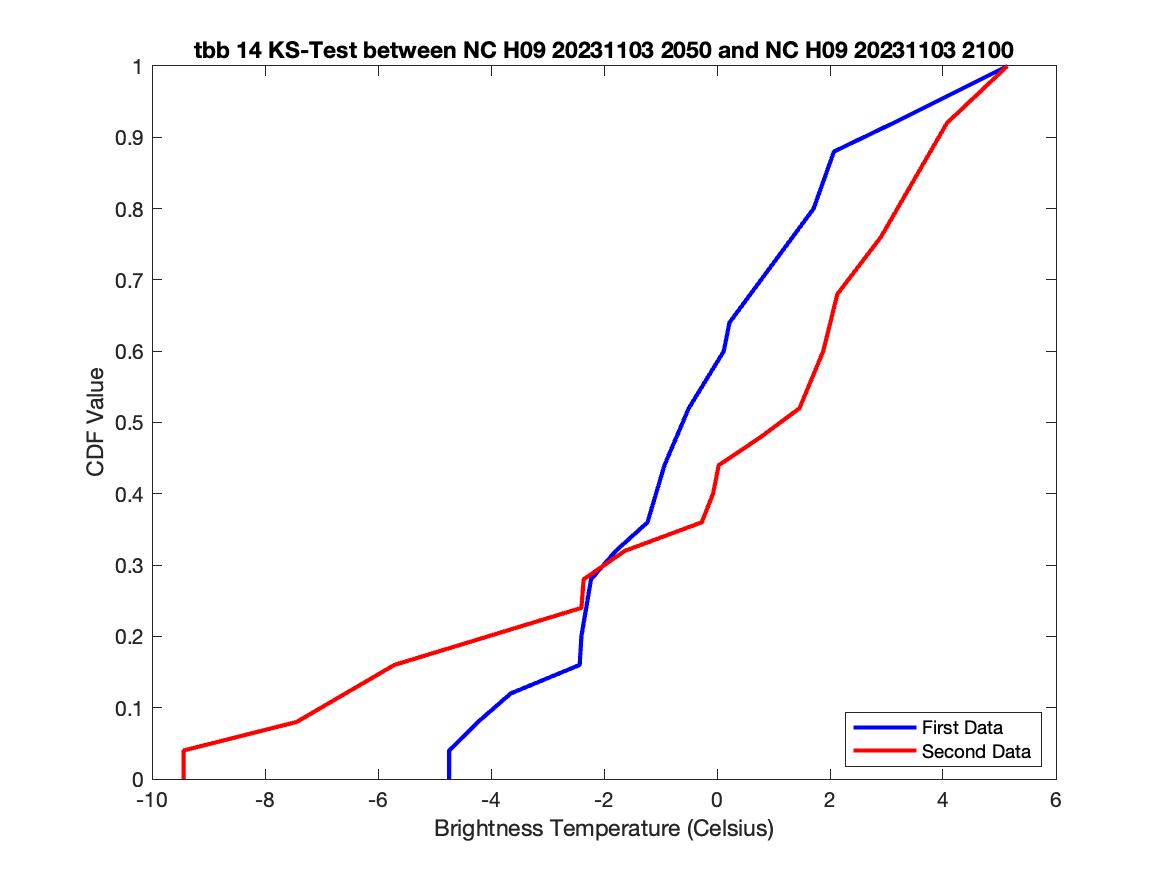 tbb 14 KS-Test between NC H09 20231103 2050 and NC H09 20231103 2100
1
0.9
0.8
0.7
0.6
0.5
0.4
0.3
0.2
0.1
0
CDF Value
First Data
Second Data
-10 -8 -6 -4 -2 0 2 4 6
Brightness Temperature (Celsius)